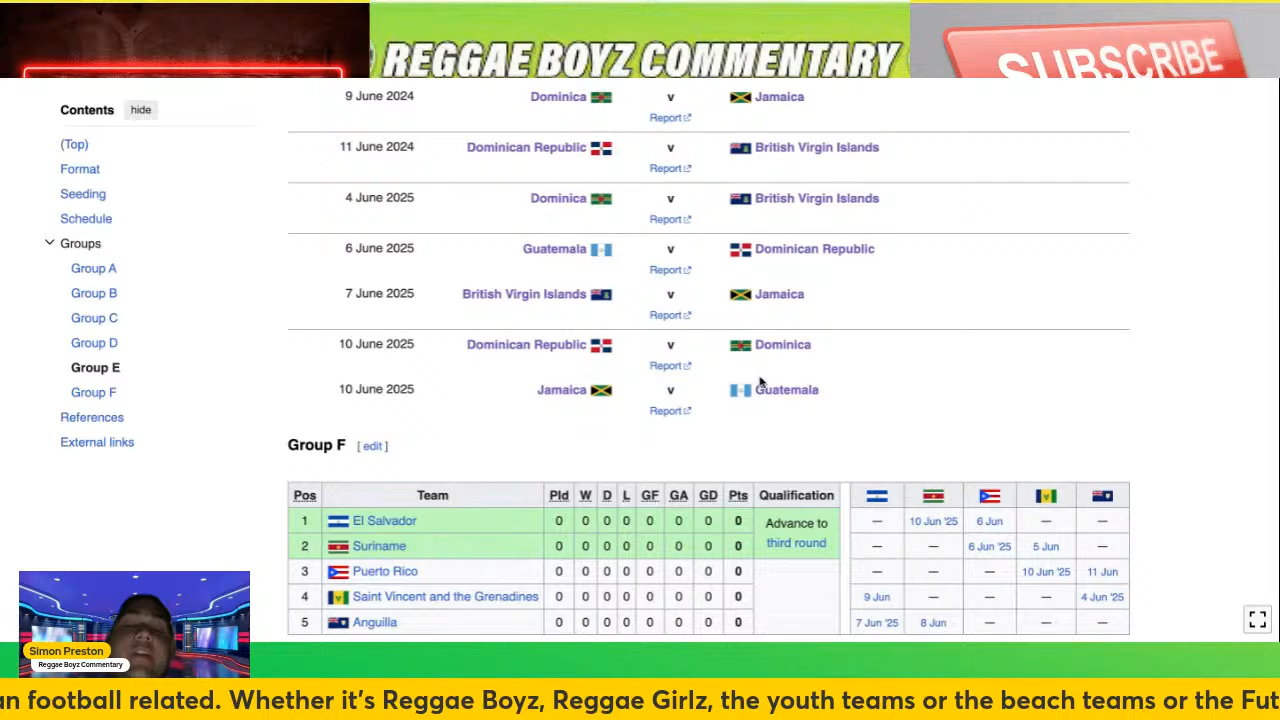 REGGAE BOYZ COMMENTARY
SUBSCRIBE
Contents hide
(Top)
Format
Seeding
Schedule
Groups
Group A
Group B
Group C
Group D
Group E
Group F
References
External links
9 June 2024 Dominica v Jamaica
Report
11 June 2024 Dominican Republic v British Virgin Islands
Report
4 June 2025 Dominica v British Virgin Islands
Report
6 June 2025 Guatemala v Dominican Republic
Report
7 June 2025 British Virgin Islands v Jamaica
Report
10 June 2025 Dominican Republic v Dominica
Report
10 June 2025 Jamaica v Guatemala
Report
Group F [ edit ]
Pos Team Pld W D L GF GA GD Pts Qualification
1 El Salvador 0 0 0 0 0 0 0 0 Advance to third round — 10 Jun '25 6 Jun — —
2 Suriname 0 0 0 0 0 0 0 0 — — 6 Jun '25 5 Jun —
3 Puerto Rico 0 0 0 0 0 0 0 0 — — — 10 Jun '25 11 Jun
4 Saint Vincent and the Grenadines 0 0 0 0 0 0 0 0 9 Jun — — — 4 Jun '25
5 Anguilla 0 0 0 0 0 0 0 0 7 Jun '25 8 Jun — — —
Simon Preston
Reggae Boyz Commentary
an football related. Whether it's Reggae Boyz, Reggae Girlz, the youth teams or the beach teams or the Fut